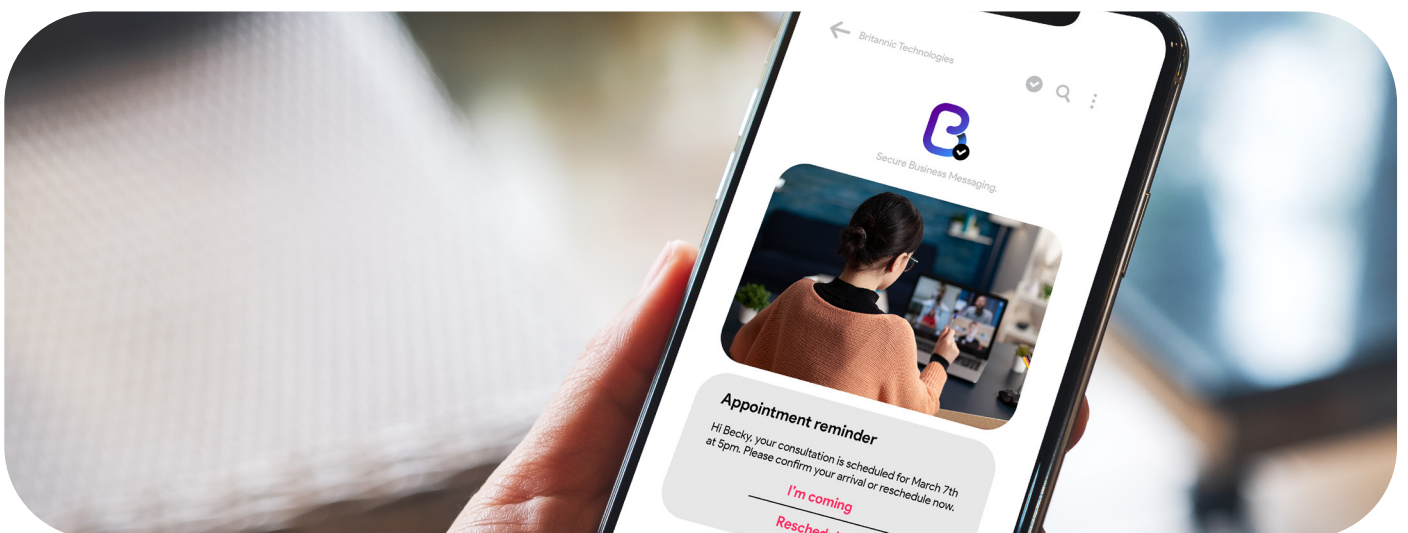 Britannic Technologies
Secure Business Messaging.
Appointment reminder
Hi Becky, your consultation is scheduled for March 7th
at 5pm. Please confirm your arrival or reschedule now.
I'm coming